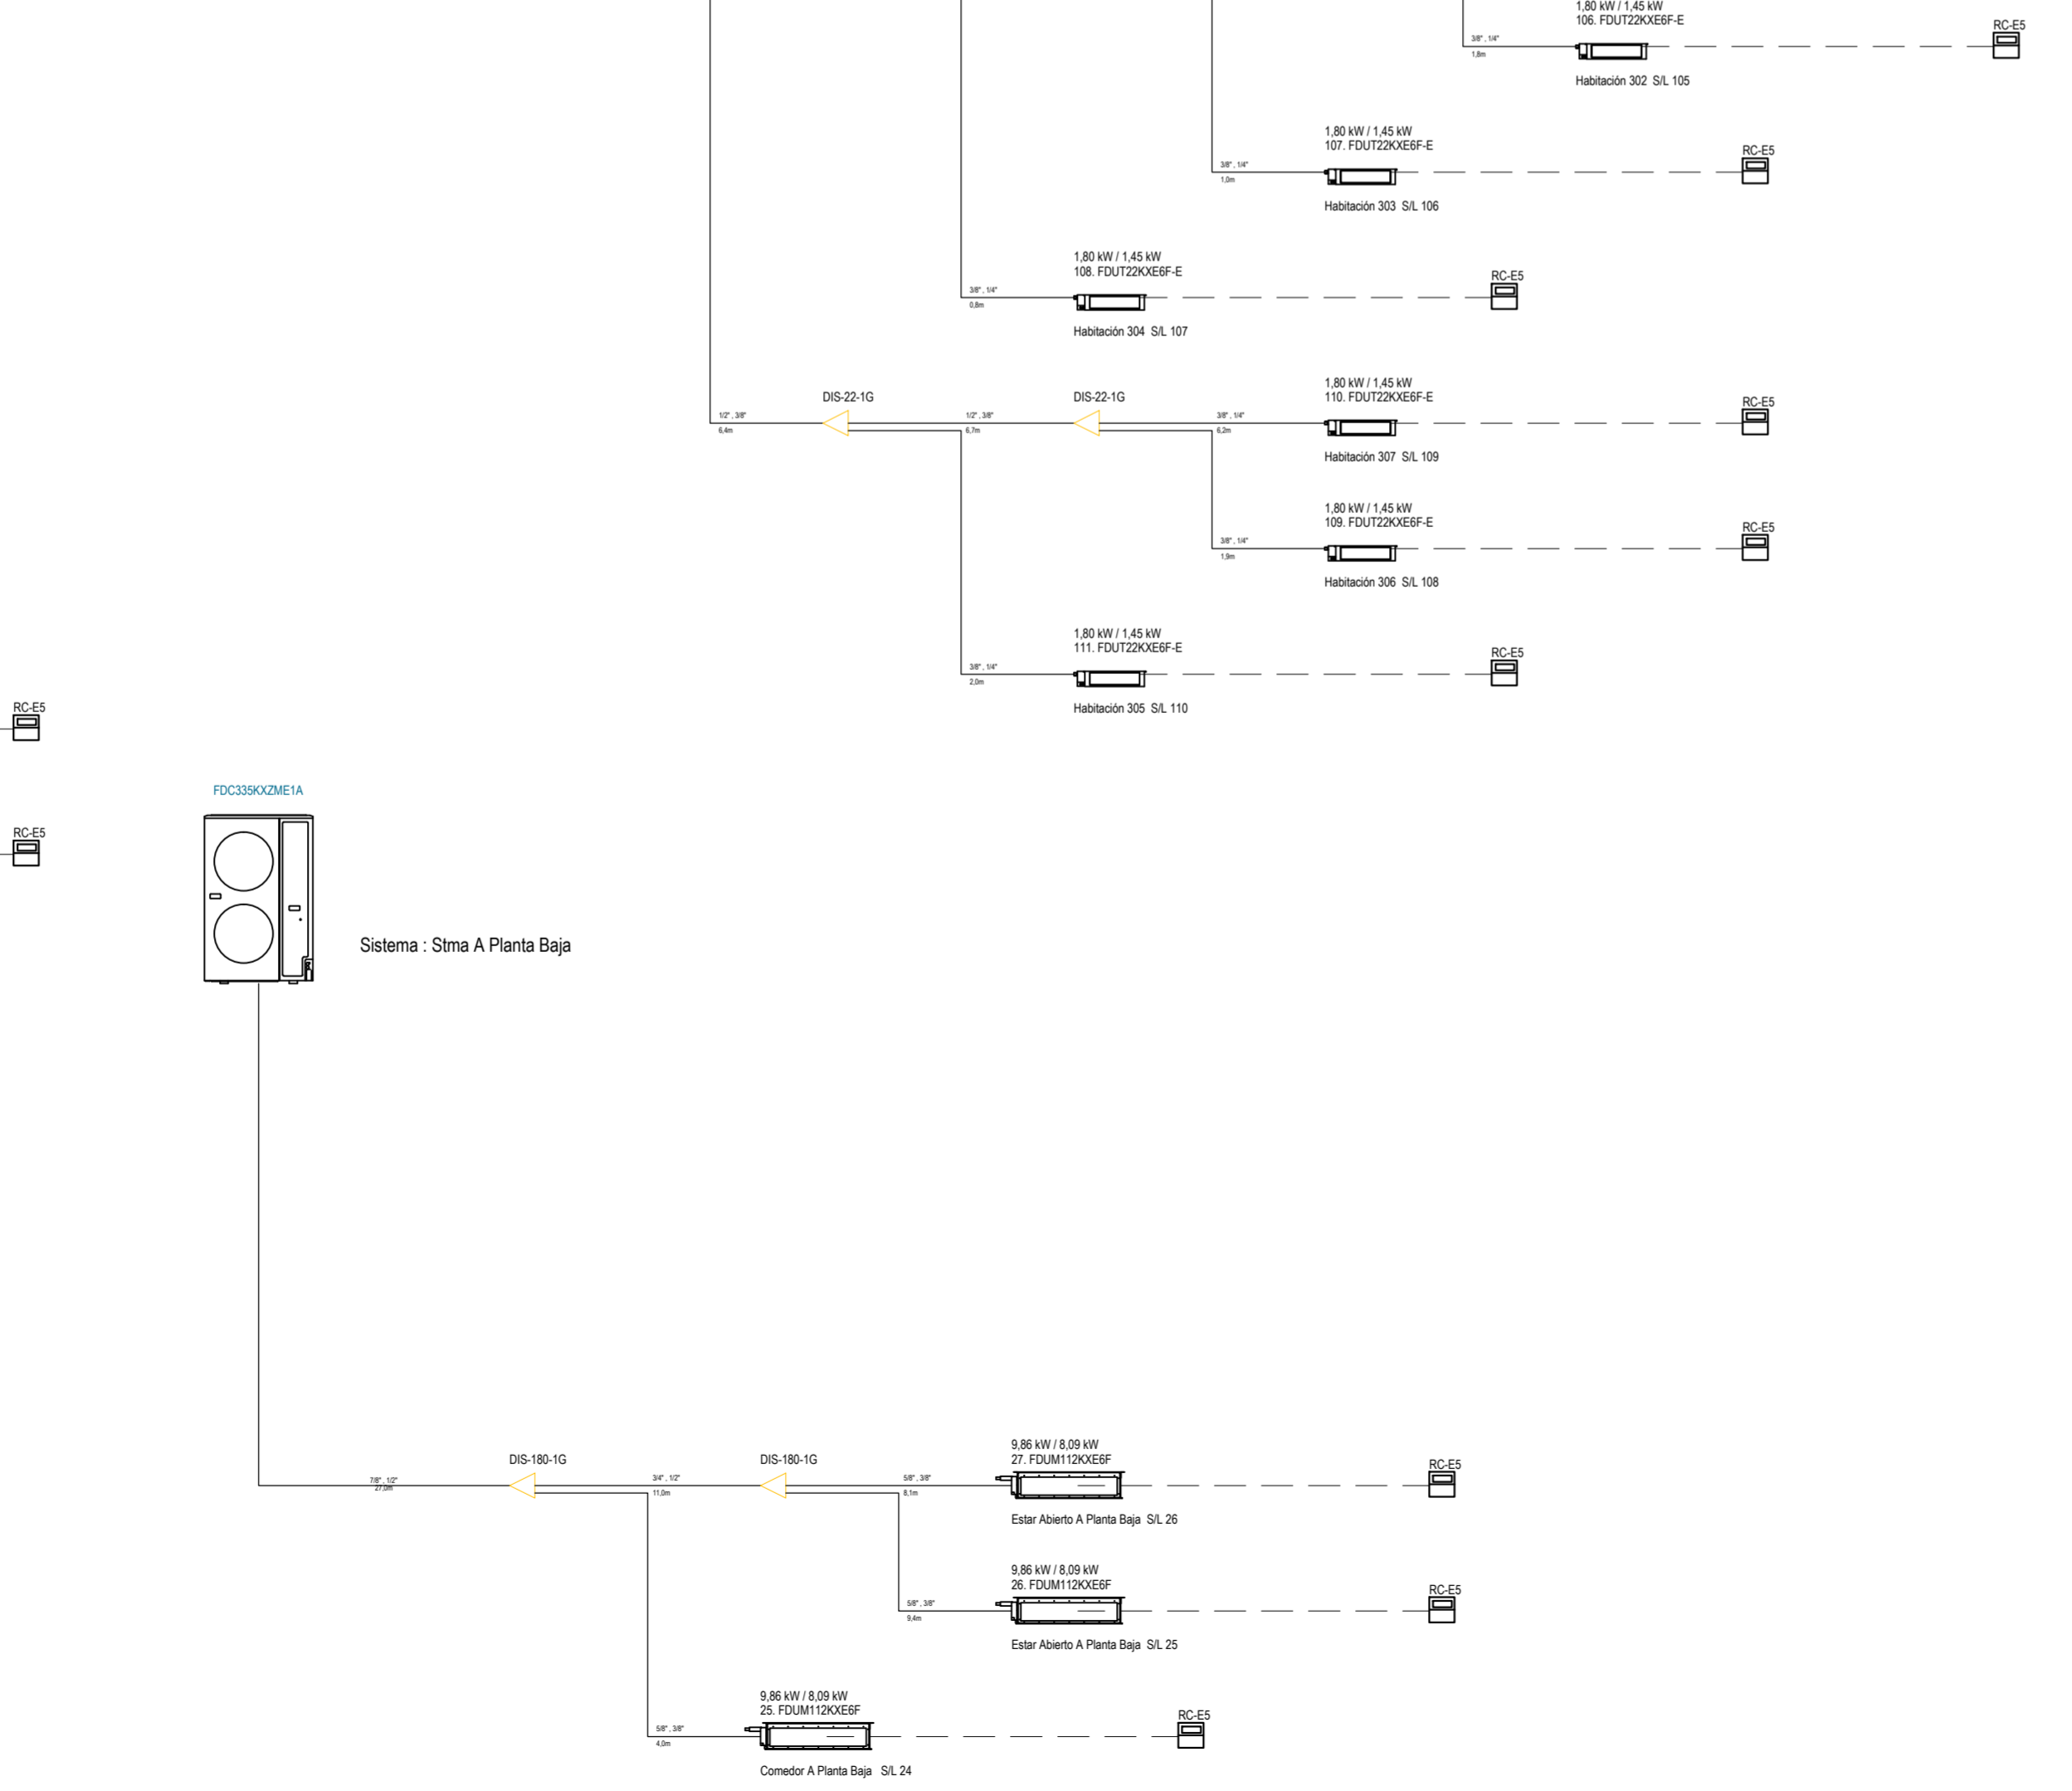 1,80 kW / 1,45 kW
106. FDUT22KXE6F-E
RC-E5
3/8" , 1/4"
1,8m
Habitación 302 S/L 105
1,80 kW / 1,45 kW
107. FDUT22KXE6F-E
RC-E5
3/8" , 1/4"
1,0m
Habitación 303 S/L 106
1,80 kW / 1,45 kW
108. FDUT22KXE6F-E
RC-E5
3/8" , 1/4"
0,8m
Habitación 304 S/L 107
DIS-22-1G
DIS-22-1G
1,80 kW / 1,45 kW
110. FDUT22KXE6F-E
RC-E5
1/2" , 3/8"
6,4m
1/2" , 3/8"
6,7m
3/8" , 1/4"
6,2m
Habitación 307 S/L 109
1,80 kW / 1,45 kW
109. FDUT22KXE6F-E
RC-E5
3/8" , 1/4"
1,9m
Habitación 306 S/L 108
1,80 kW / 1,45 kW
111. FDUT22KXE6F-E
RC-E5
3/8" , 1/4"
2,0m
Habitación 305 S/L 110
RC-E5
FDC335KXZME1A
RC-E5
Sistema : Stma A Planta Baja
DIS-180-1G
DIS-180-1G
9,86 kW / 8,09 kW
27. FDUM112KXE6F
RC-E5
7/8" , 1/2"
27,0m
3/4" , 1/2"
11,0m
5/8" , 3/8"
8,1m
Estar Abierto A Planta Baja S/L 26
9,86 kW / 8,09 kW
26. FDUM112KXE6F
RC-E5
5/8" , 3/8"
9,4m
Estar Abierto A Planta Baja S/L 25
9,86 kW / 8,09 kW
25. FDUM112KXE6F
RC-E5
5/8" , 3/8"
4,0m
Comedor A Planta Baja S/L 24